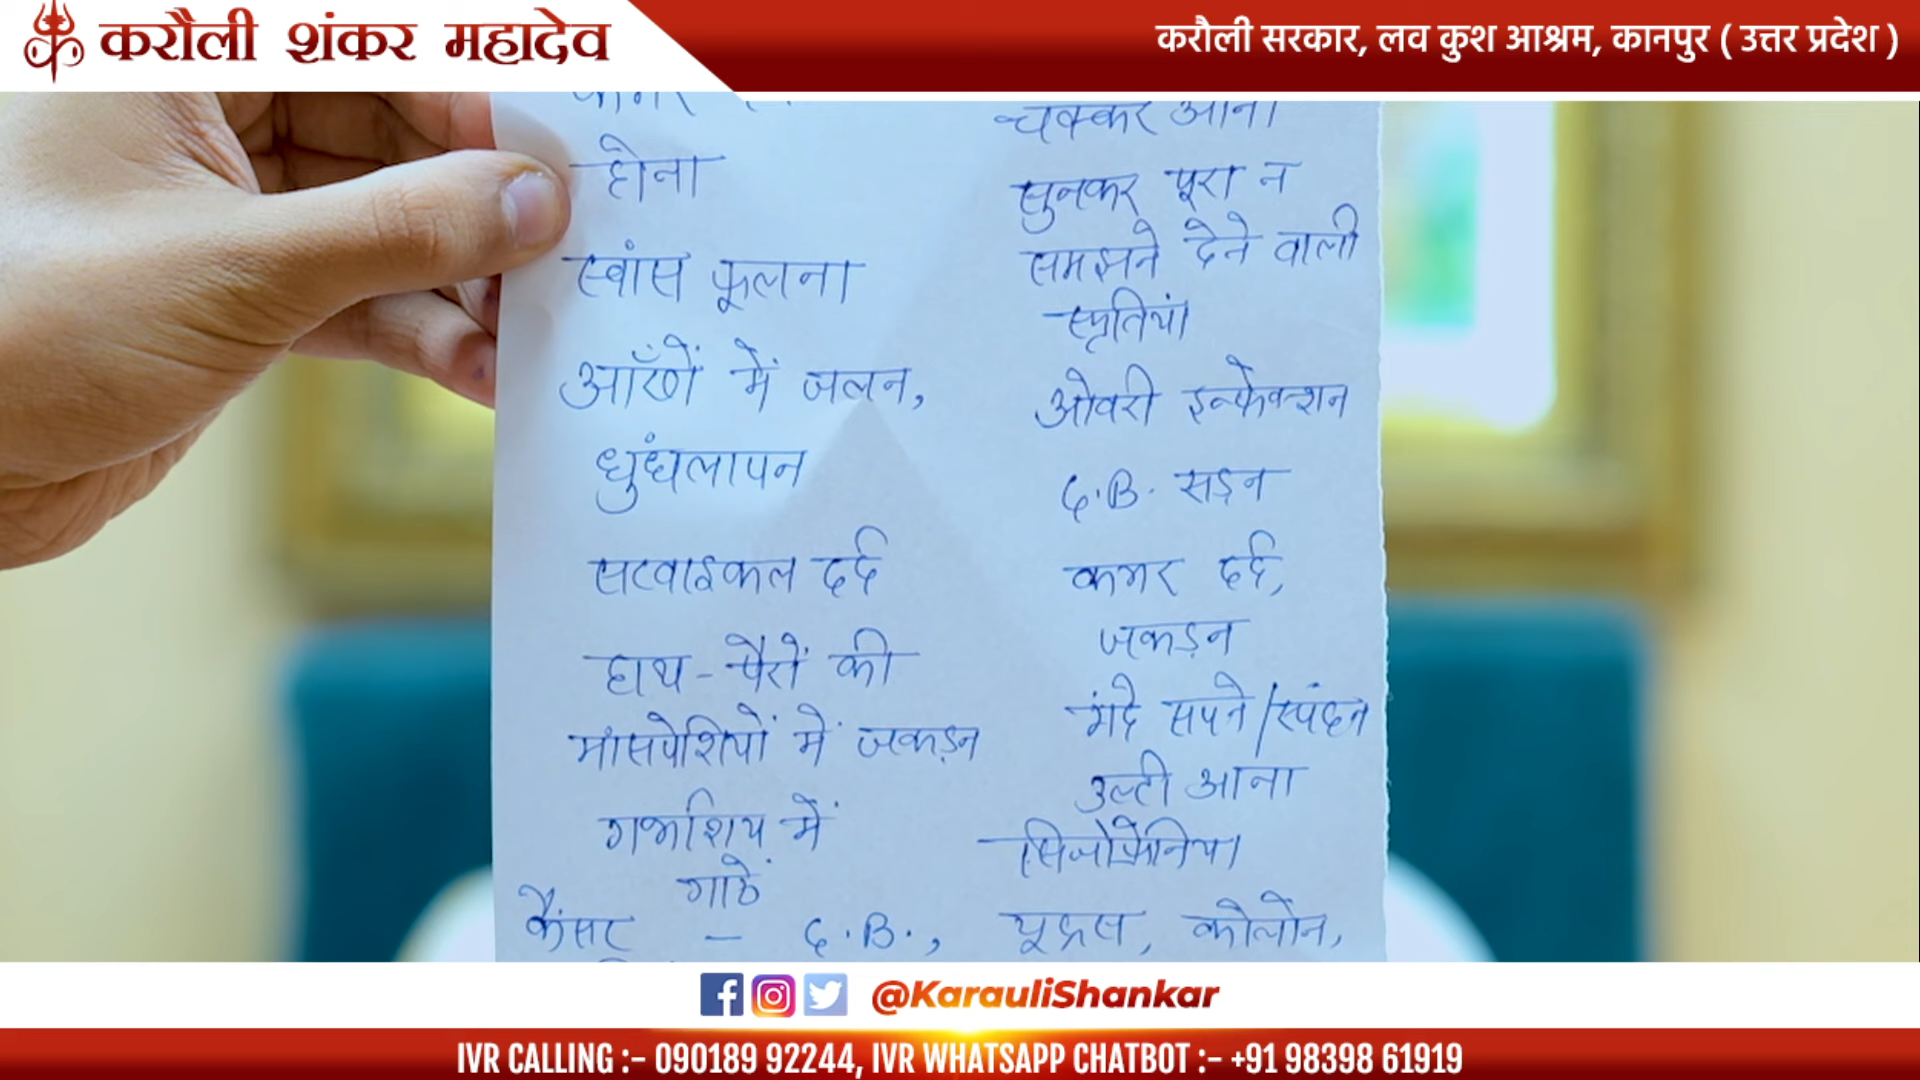 करौली शंकर महादेव
करौली सरकार, लव कुश आश्रम, कानपुर ( उत्तर प्रदेश )
होना
स्वांस फूलना
आँखों में जलन,
धुंधलापन
सरवाइकल दर्द
हाथ - पैरों की
मांसपेशियों में जकड़न
गर्भाशय में
गाठें
चक्कर आना
सुनकर पूरा न
समझने देने वाली
स्मृतियां
ओवरी इन्फेक्शन
G.B. सड़न
कमर दर्द,
जकड़न
गंदे सपने/स्पंदन
उल्टी आना
सिजोफ्रेनिया
कैंसर - G.B., यूट्रस, कोलोन,
@KarauliShankar
IVR CALLING :- 090189 92244, IVR WHATSAPP CHATBOT :- +91 98398 61919